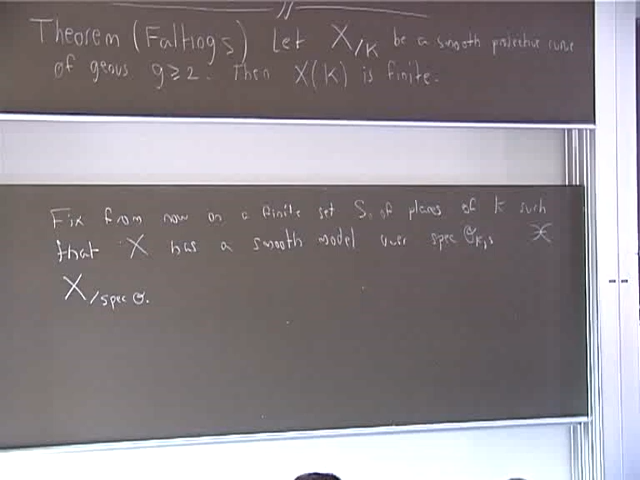 Theorem (Faltings) Let X/K be a smooth projective curve
of genus g ≥ 2. Then X(K) is finite.
Fix from now on a finite set S, of places of K such
that X has a smooth model over spec O_{K,S} 𝒳
X/spec O.